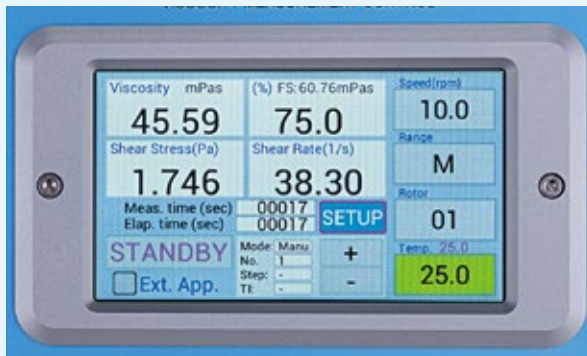 Viscosity mPas
45.59
(%) FS:60.76mPas
75.0
Speed(rpm)
10.0
Shear Stress(Pa)
1.746
Shear Rate(1/s)
38.30
Range
M
Meas. time (sec) 00017
Elap. time (sec) 00017
SETUP
Rotor
01
STANDBY
Ext. App.
Mode: Manu
No. 1
Step: -
TI: -
+
-
Temp. 25.0
25.0